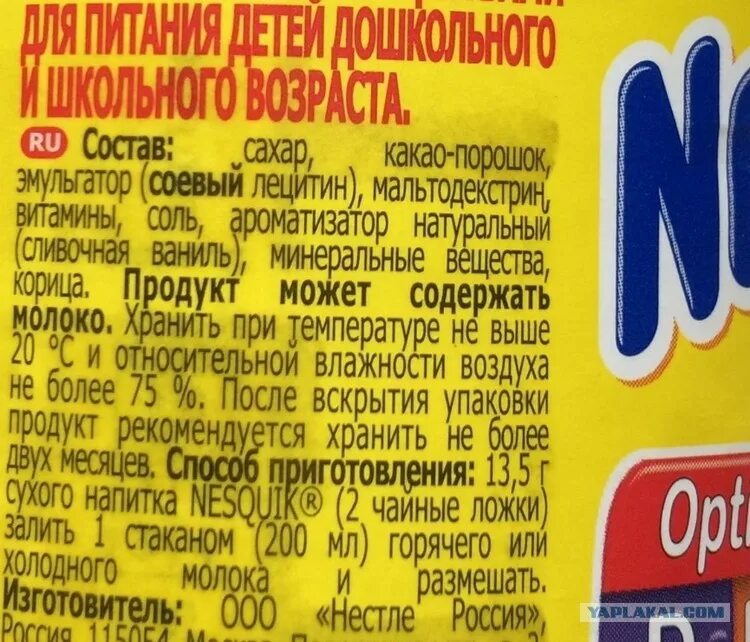 ДЛЯ ПИТАНИЯ ДЕТЕЙ ДОШКОЛЬНОГО
И ШКОЛЬНОГО ВОЗРАСТА.
RU Состав: сахар, какао-порошок,
эмульгатор (соевый лецитин), мальтодекстрин,
витамины, соль, ароматизатор натуральный
(сливочная ваниль), минеральные вещества,
корица. Продукт может содержать
молоко. Хранить при температуре не выше
20 °С и относительной влажности воздуха
не более 75 %. После вскрытия упаковки
продукт рекомендуется хранить не более
двух месяцев. Способ приготовления: 13,5 г
сухого напитка NESQUIK® (2 чайные ложки)
залить 1 стаканом (200 мл) горячего или
холодного молока и размешать.
Изготовитель: ООО «Нестле Россия»,
Россия, 115054, Москва,
Opti
YAPLAKAL.COM